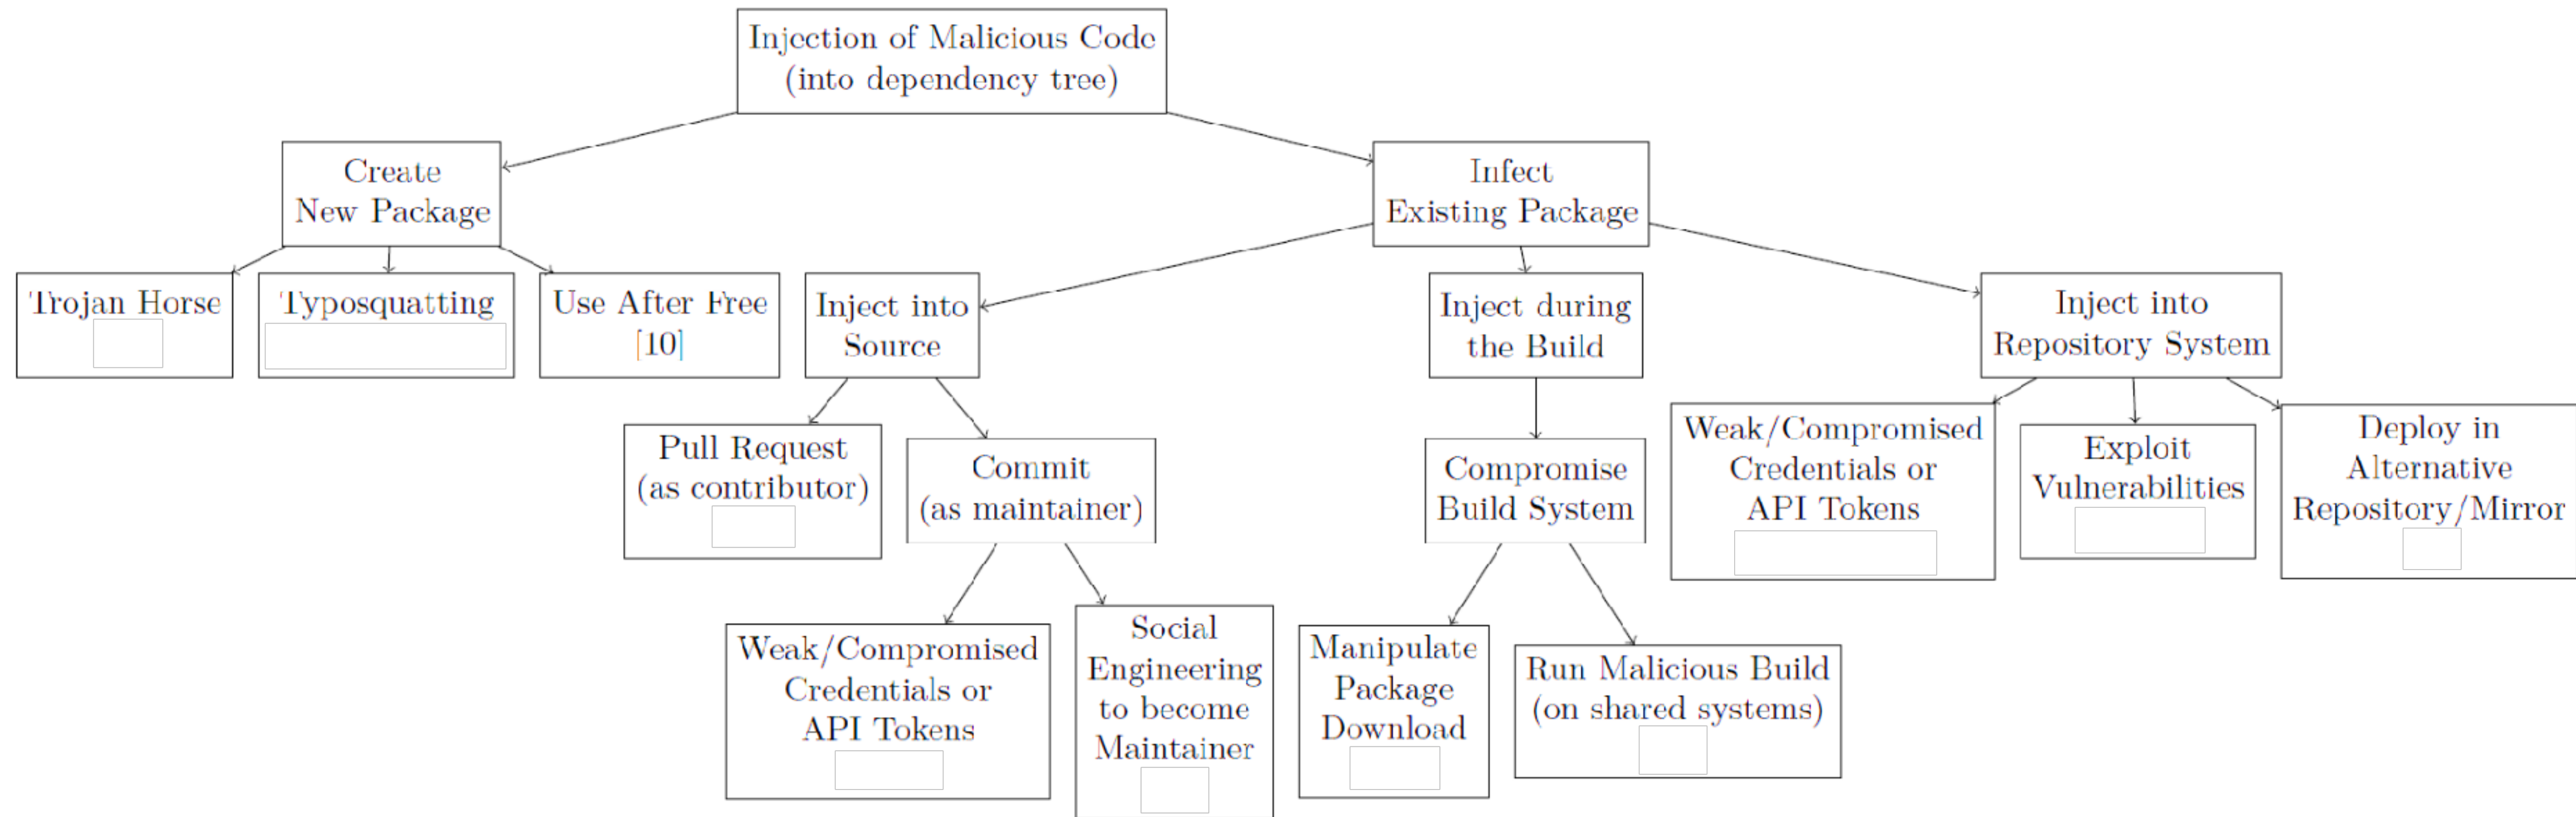 Injection of Malicious Code
(into dependency tree)
Create
New Package
Infect
Existing Package
Trojan Horse
Typosquatting
Use After Free
[10]
Inject into
Source
Inject during
the Build
Inject into
Repository System
Pull Request
(as contributor)
Commit
(as maintainer)
Compromise
Build System
Weak/Compromised
Credentials or
API Tokens
Exploit
Vulnerabilities
Deploy in
Alternative
Repository/Mirror
Weak/Compromised
Credentials or
API Tokens
Social
Engineering
to become
Maintainer
Manipulate
Package
Download
Run Malicious Build
(on shared systems)